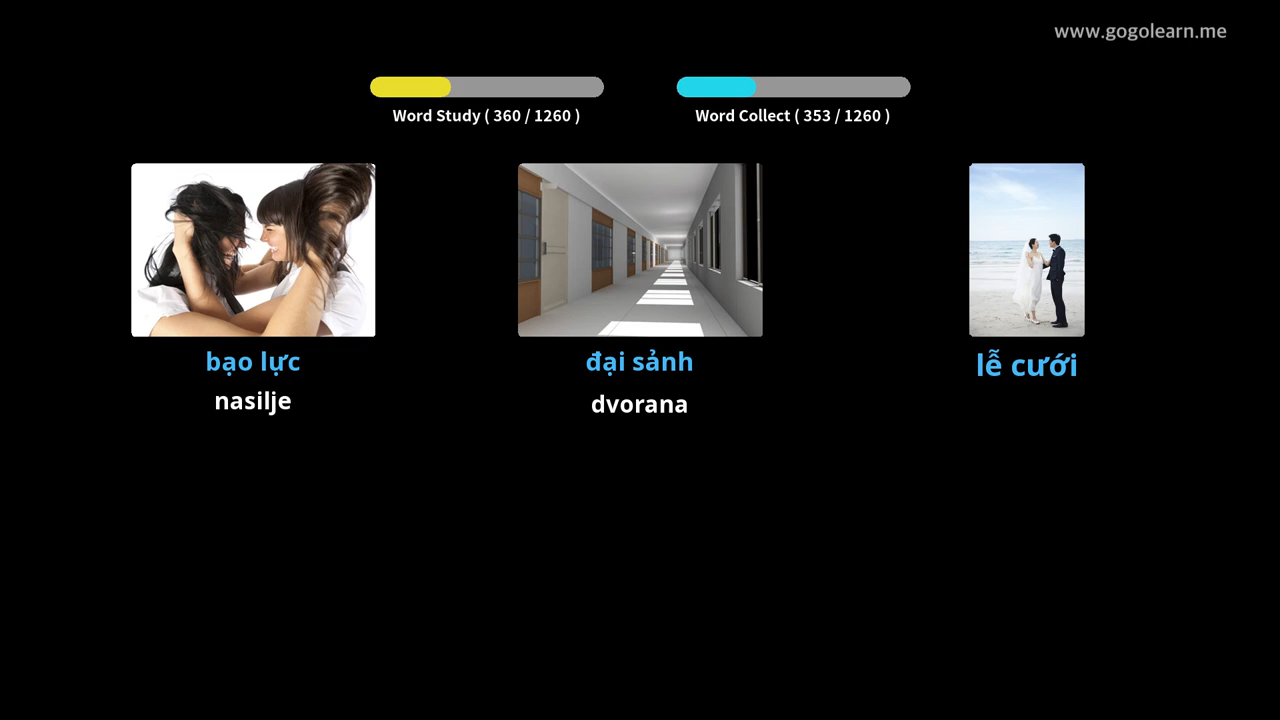 www.gogolearn.me
Word Study ( 360 / 1260 )
Word Collect ( 353 / 1260 )
bạo lực
nasilje
đại sảnh
dvorana
lễ cưới